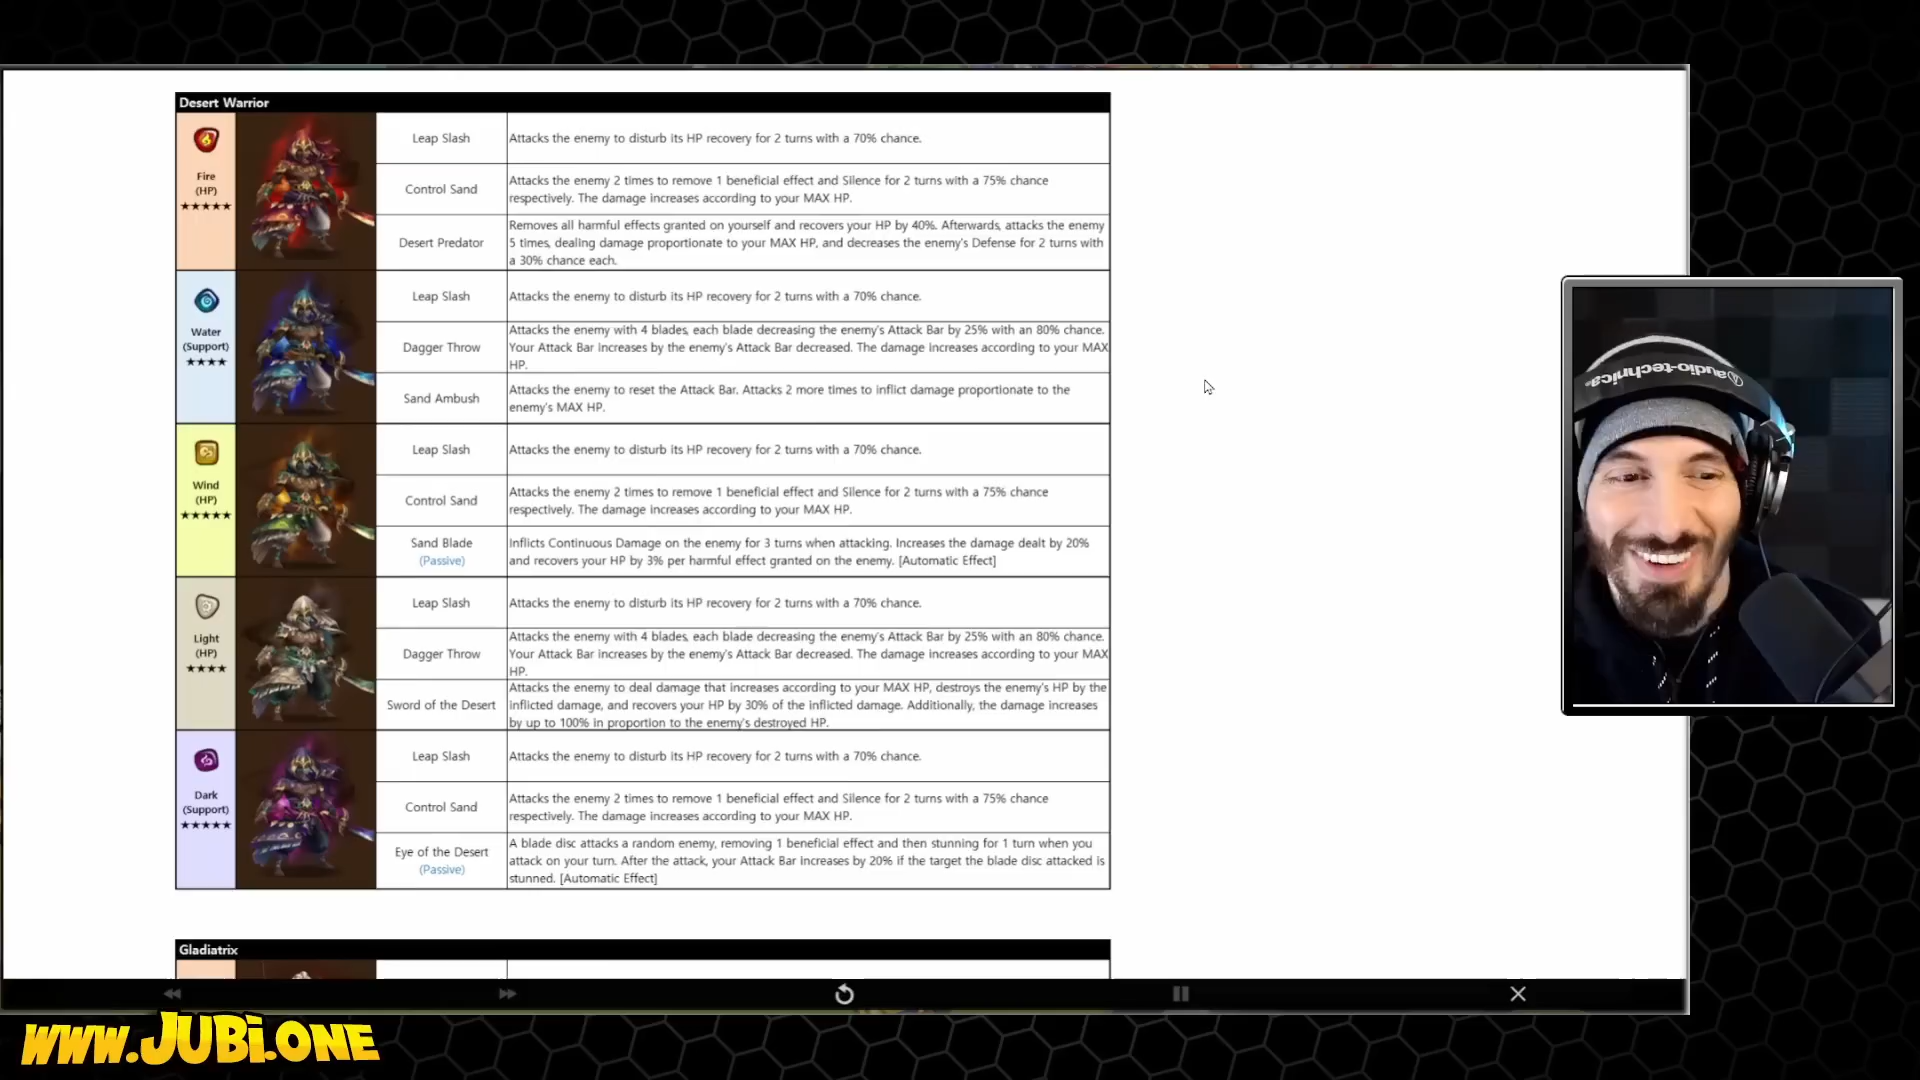 Desert Warrior
Fire
(HP)
★★★★★
Leap Slash
Attacks the enemy to disturb its HP recovery for 2 turns with a 70% chance.
Control Sand
Attacks the enemy 2 times to remove 1 beneficial effect and Silence for 2 turns with a 75% chance
respectively. The damage increases according to your MAX HP.
Desert Predator
Removes all harmful effects granted on yourself and recovers your HP by 40%. Afterwards, attacks the enemy
5 times, dealing damage proportionate to your MAX HP, and decreases the enemy's Defense for 2 turns with
a 30% chance each.
Water
(Support)
★★★★
Leap Slash
Attacks the enemy to disturb its HP recovery for 2 turns with a 70% chance.
Dagger Throw
Attacks the enemy with 4 blades, each blade decreasing the enemy's Attack Bar by 25% with an 80% chance.
Your Attack Bar increases by the enemy's Attack Bar decreased. The damage increases according to your MAX
HP.
Sand Ambush
Attacks the enemy to reset the Attack Bar. Attacks 2 more times to inflict damage proportionate to the
enemy's MAX HP.
Wind
(HP)
★★★★★
Leap Slash
Attacks the enemy to disturb its HP recovery for 2 turns with a 70% chance.
Control Sand
Attacks the enemy 2 times to remove 1 beneficial effect and Silence for 2 turns with a 75% chance
respectively. The damage increases according to your MAX HP.
Sand Blade
(Passive)
Inflicts Continuous Damage on the enemy for 3 turns when attacking. Increases the damage dealt by 20%
and recovers your HP by 3% per harmful effect granted on the enemy. [Automatic Effect]
Light
(HP)
★★★★
Leap Slash
Attacks the enemy to disturb its HP recovery for 2 turns with a 70% chance.
Dagger Throw
Attacks the enemy with 4 blades, each blade decreasing the enemy's Attack Bar by 25% with an 80% chance.
Your Attack Bar increases by the enemy's Attack Bar decreased. The damage increases according to your MAX
HP.
Sword of the Desert
Attacks the enemy to deal damage that increases according to your MAX HP, destroys the enemy's HP by the
inflicted damage, and recovers your HP by 30% of the inflicted damage. Additionally, the damage increases
by up to 100% in proportion to the enemy's destroyed HP.
Dark
(Support)
★★★★★
Leap Slash
Attacks the enemy to disturb its HP recovery for 2 turns with a 70% chance.
Control Sand
Attacks the enemy 2 times to remove 1 beneficial effect and Silence for 2 turns with a 75% chance
respectively. The damage increases according to your MAX HP.
Eye of the Desert
(Passive)
A blade disc attacks a random enemy, removing 1 beneficial effect and then stunning for 1 turn when you
attack on your turn. After the attack, your Attack Bar increases by 20% if the target the blade disc attacked is
stunned. [Automatic Effect]
Gladiatrix
audio-technica
www.JUBi.ONE